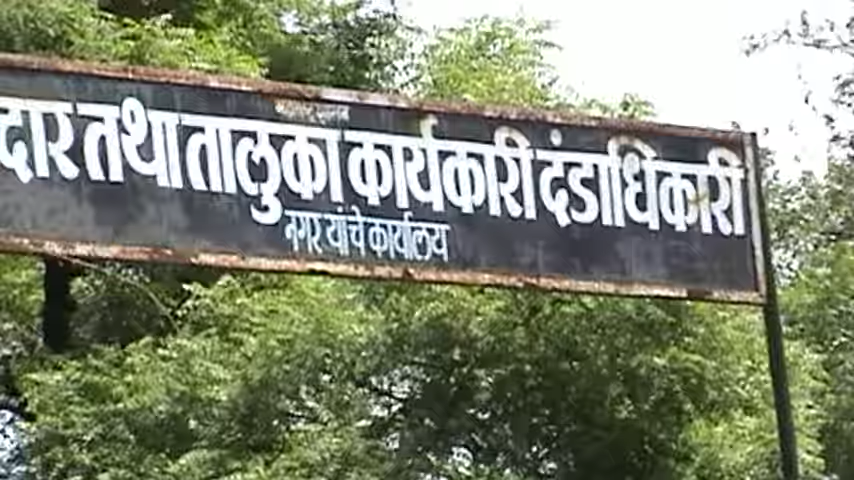 दार तथा तालुका कार्यकारी दंडाधिकारी
नगर यांचे कार्यालय